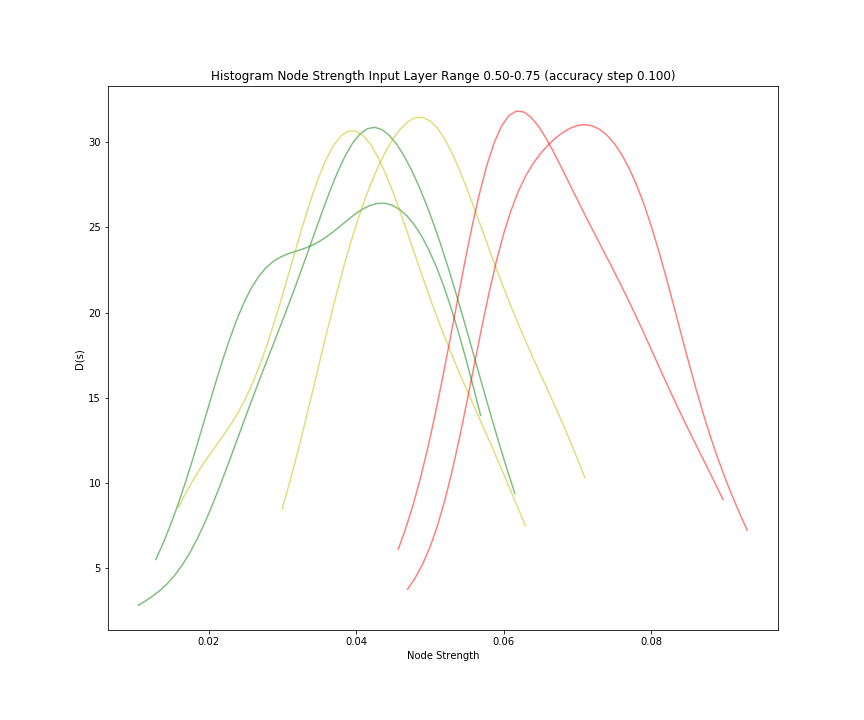 Histogram Node Strength Input Layer Range 0.50-0.75 (accuracy step 0.100)
30
25
20
15
10
5
D(s)
0.02 0.04 0.06 0.08
Node Strength